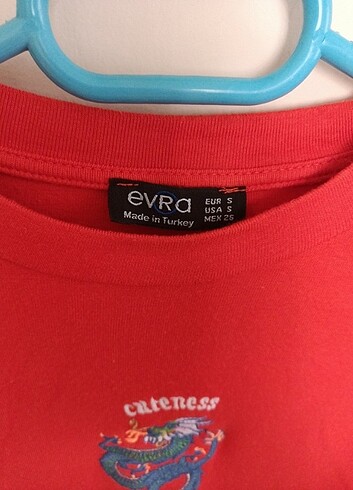 evRa
Made in Turkey
EUR S
USA S
MEX 26
cuteness